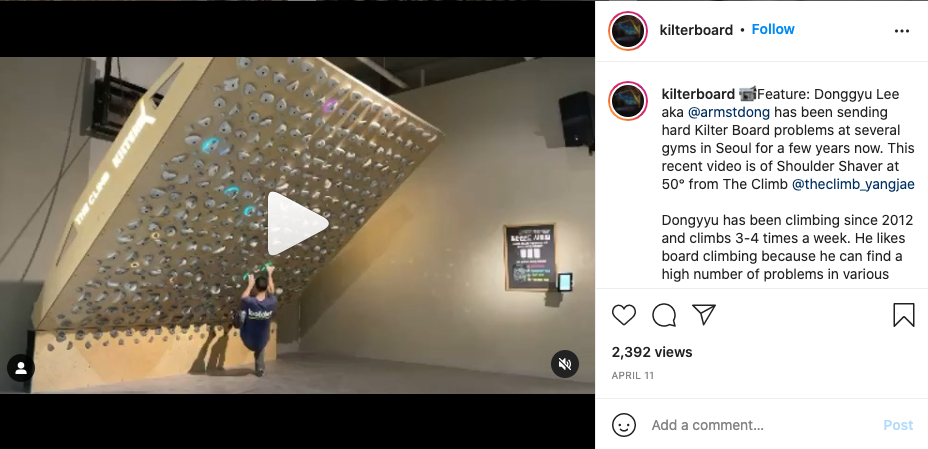 kilterboard • Follow
kilterboard 📹Feature: Donggyu Lee
aka @armstdong has been sending
hard Kilter Board problems at several
gyms in Seoul for a few years now. This
recent video is of Shoulder Shaver at
50° from The Climb @theclimb_yangjae
Dongyyu has been climbing since 2012
and climbs 3-4 times a week. He likes
board climbing because he can find a
high number of problems in various
2,392 views
APRIL 11
Add a comment...
Post
THE CLIMB KILTER